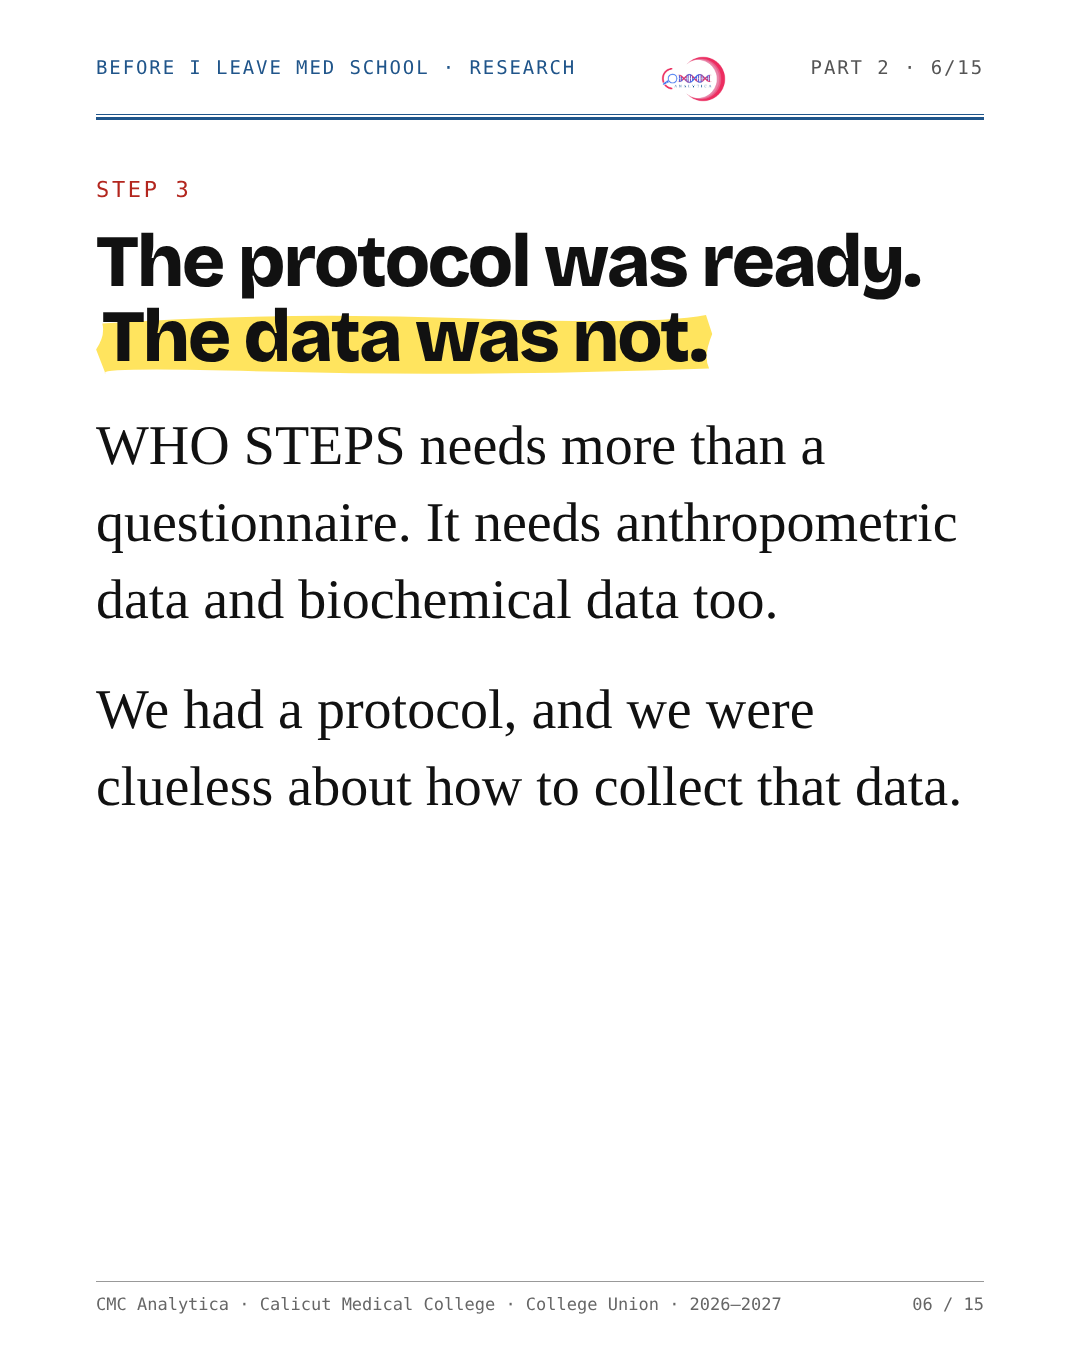 BEFORE I LEAVE MED SCHOOL · RESEARCH
ANALYTICA
PART 2 · 6/15
STEP 3
The protocol was ready.
The data was not.
WHO STEPS needs more than a
questionnaire. It needs anthropometric
data and biochemical data too.
We had a protocol, and we were
clueless about how to collect that data.
CMC Analytica · Calicut Medical College · College Union · 2026–2027
06 / 15